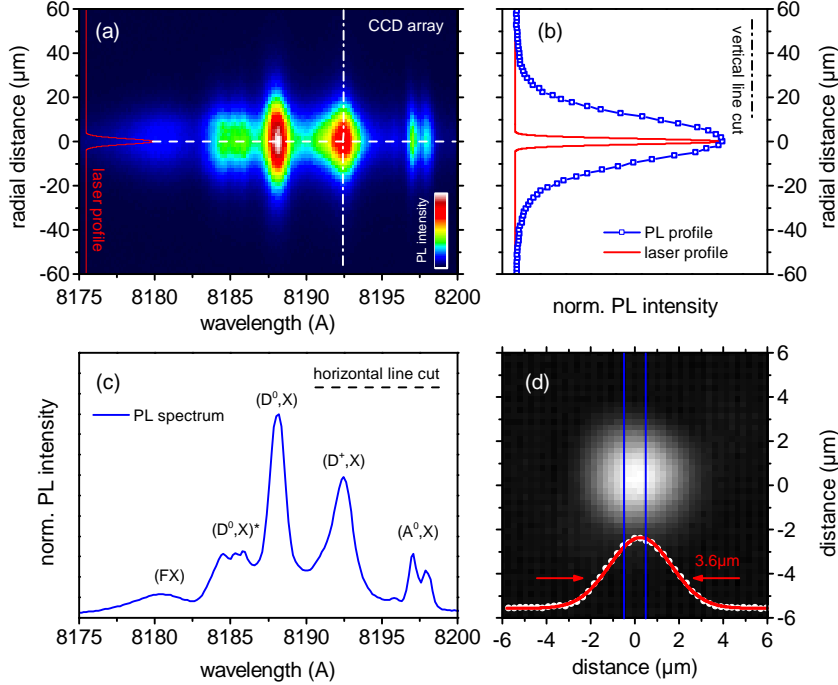 (a)
CCD array
laser profile
PL intensity
radial distance (µm)
60
40
20
0
-20
-40
-60
8175 8180 8185 8190 8195 8200
wavelength (A)
(b)
vertical line cut
PL profile
laser profile
norm. PL intensity
60
40
20
0
-20
-40
-60
radial distance (µm)
(c)
horizontal line cut
PL spectrum
(FX)
(D⁰,X)*
(D⁰,X)
(D⁺,X)
(A⁰,X)
norm. PL intensity
8175 8180 8185 8190 8195 8200
wavelength (A)
(d)
3.6µm
6
4
2
0
-2
-4
-6
distance (µm)
-6 -4 -2 0 2 4 6
distance (µm)